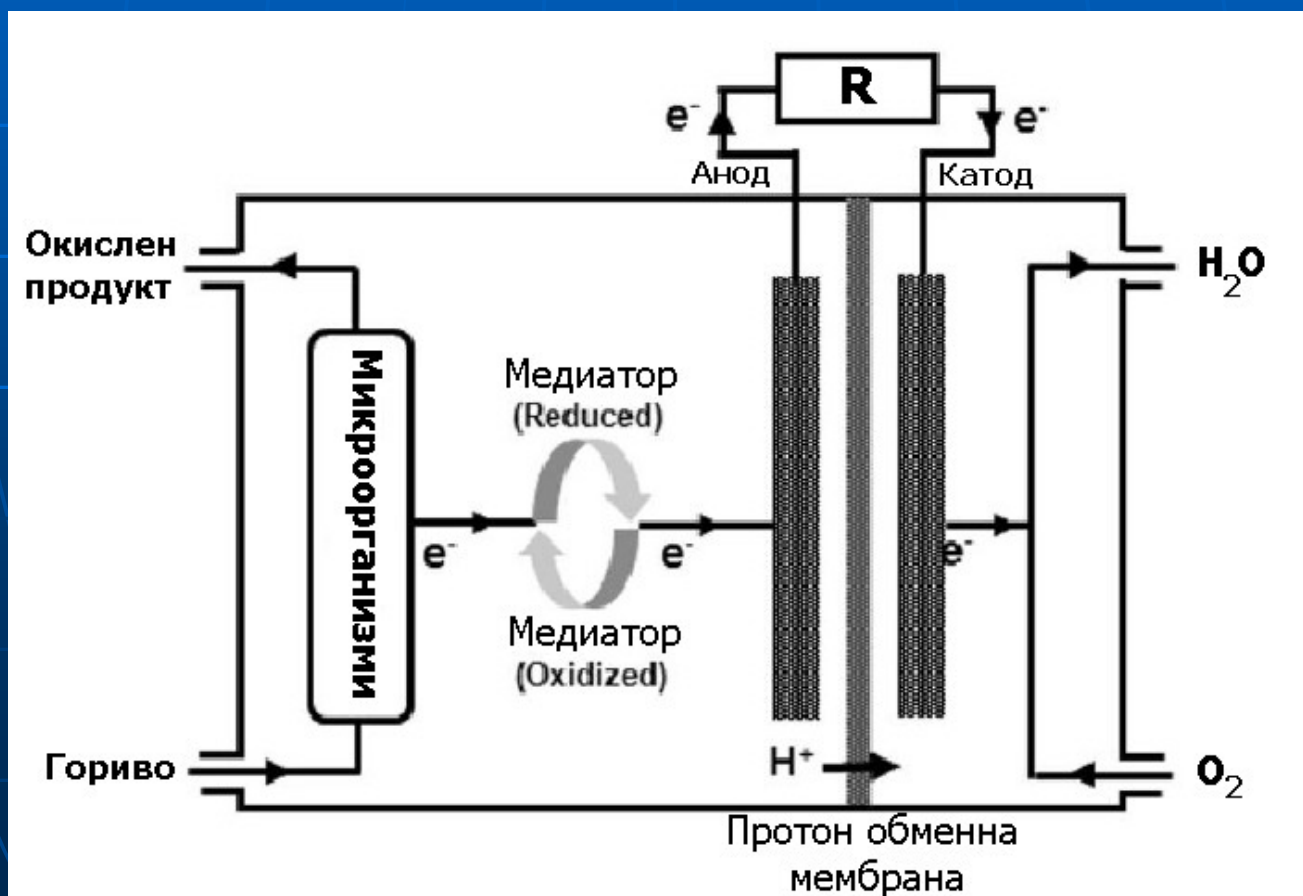 R
e⁻
e⁻
Анод
Катод
Окислен
продукт
H₂O
Микроорганизми
Медиатор
(Reduced)
e⁻
e⁻
e⁻
Медиатор
(Oxidized)
Гориво
H⁺
O₂
Протон обменна
мембрана